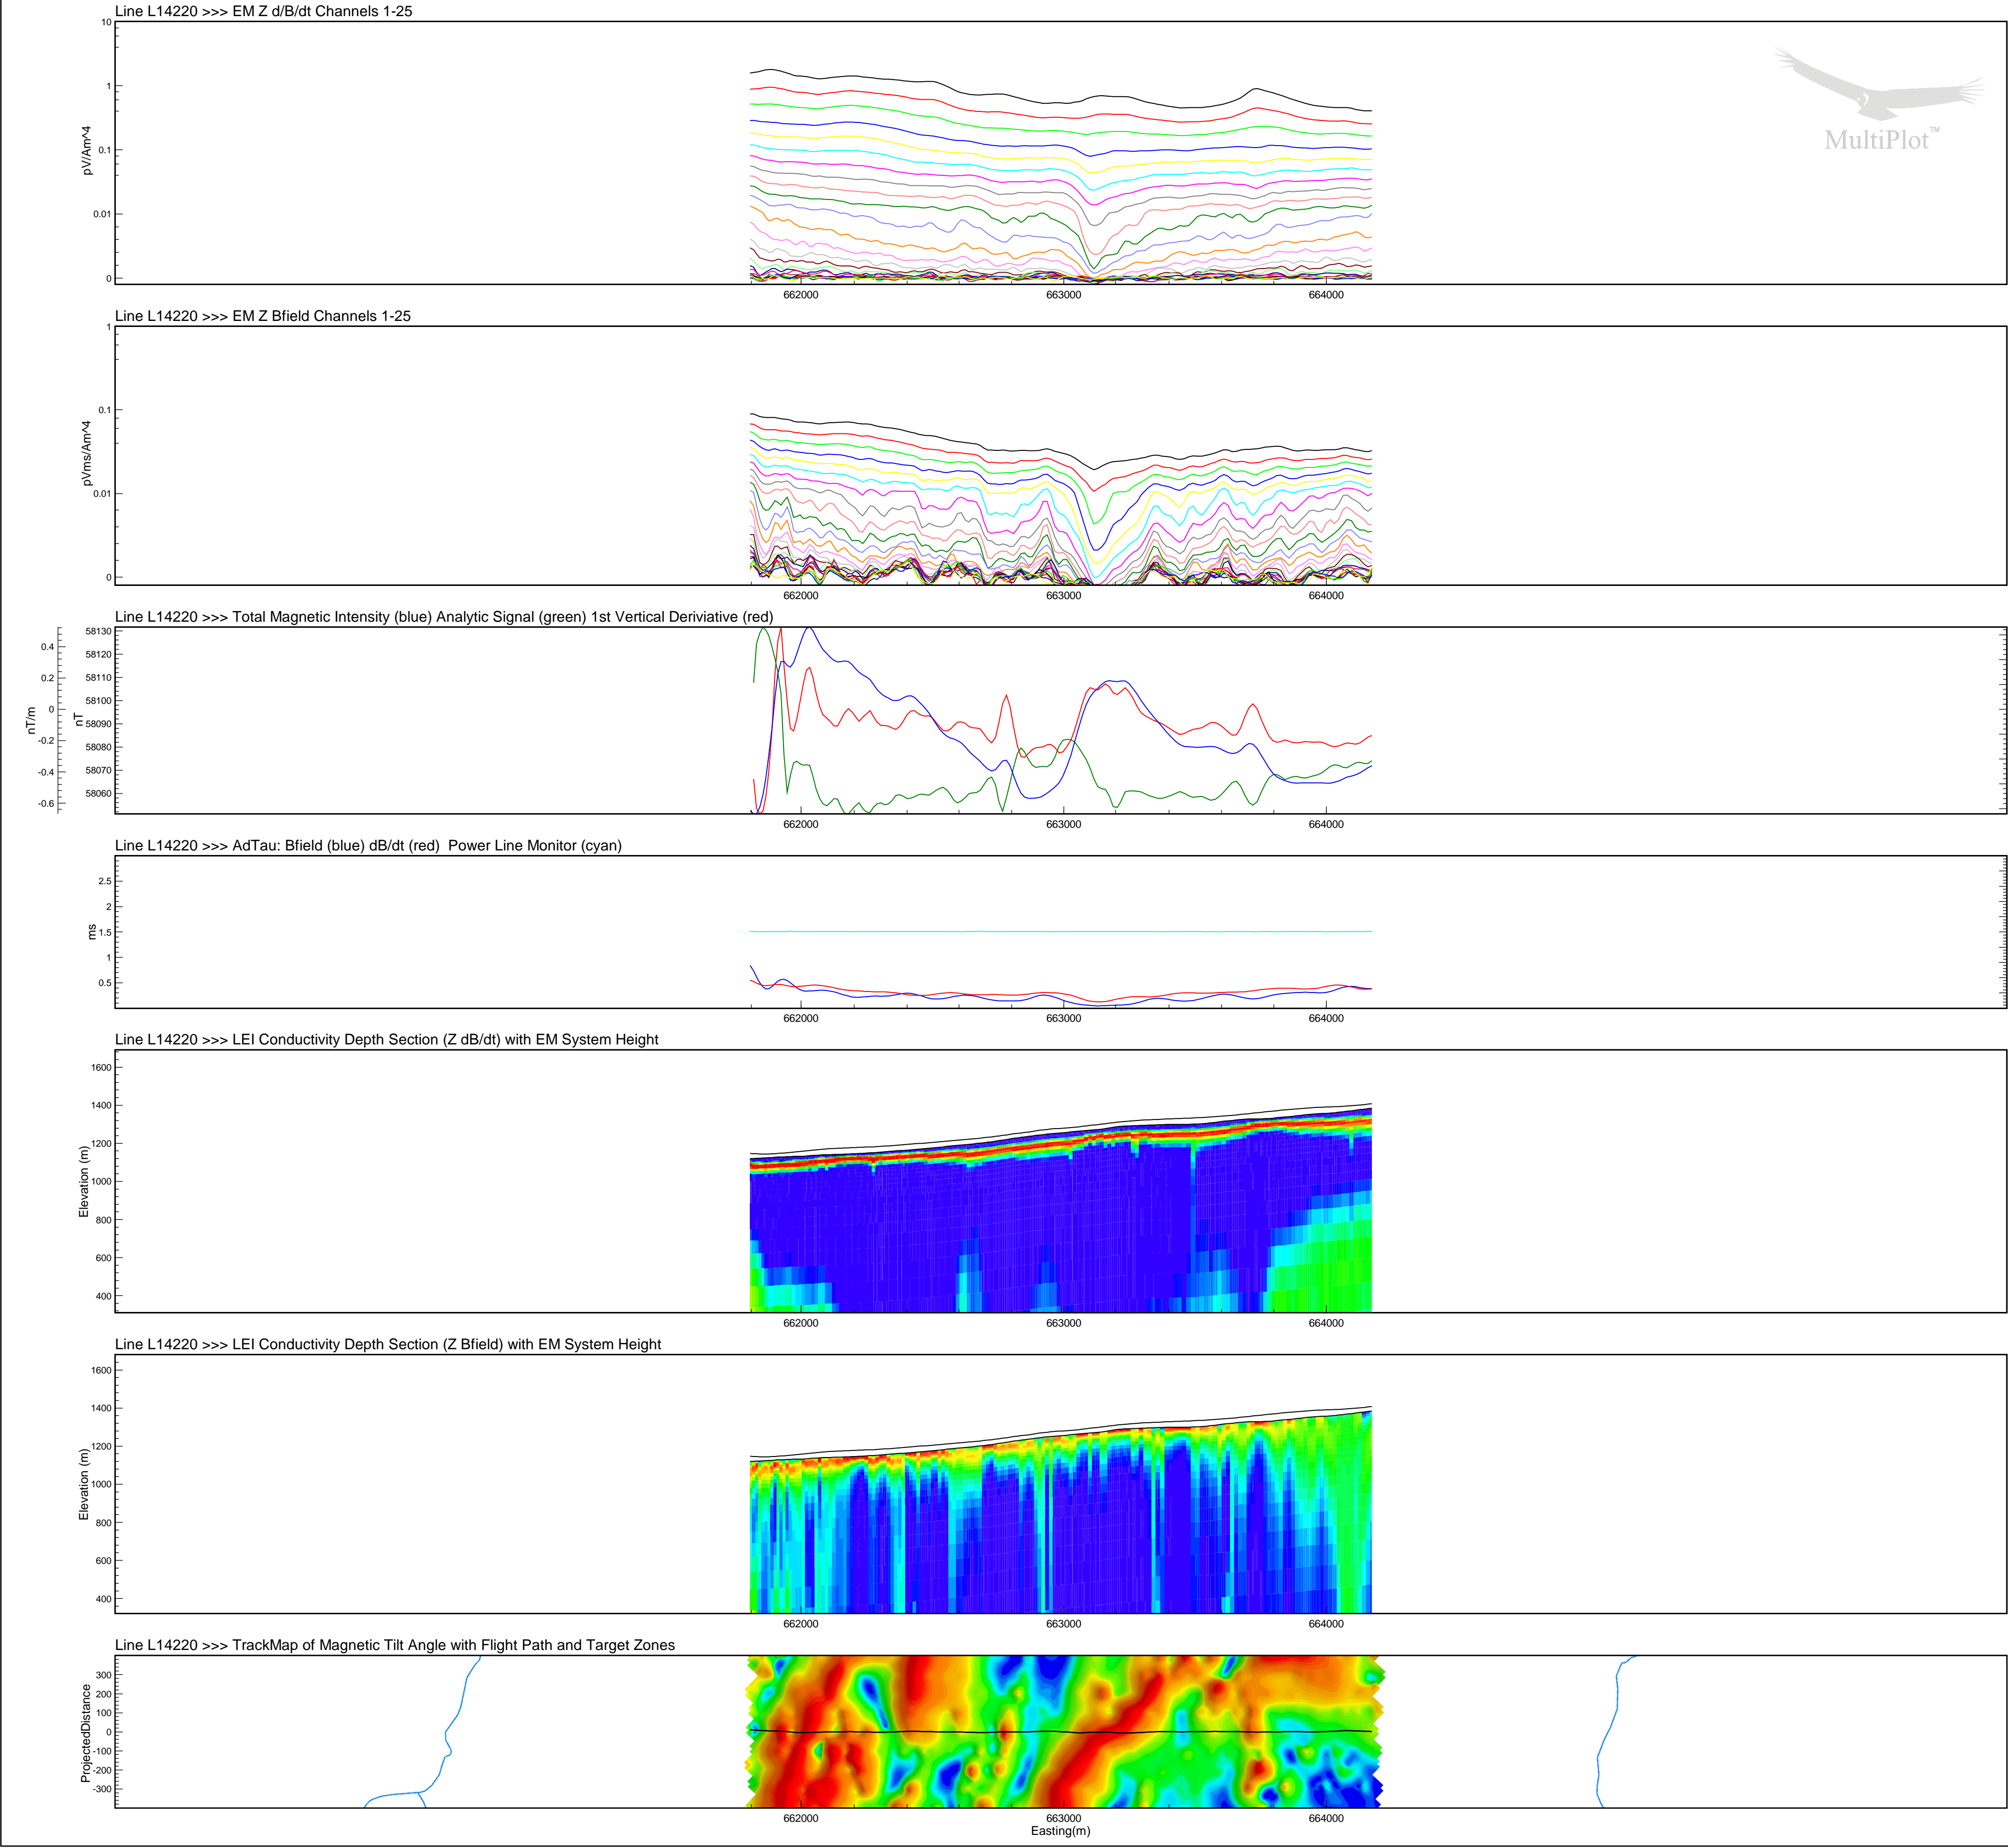 Line L14220 >>> EM Z d/B/dt Channels 1-25
10
1
0.1
0.01
0
pV/Am^4
662000 663000 664000
MultiPlot™
Line L14220 >>> EM Z Bfield Channels 1-25
1
0.1
0.01
0
pVms/Am^4
662000 663000 664000
Line L14220 >>> Total Magnetic Intensity (blue) Analytic Signal (green) 1st Vertical Deriviative (red)
0.4
0.2
0
-0.2
-0.4
-0.6
nT/m
58130
58120
58110
58100
58090
58080
58070
58060
nT
662000 663000 664000
Line L14220 >>> AdTau: Bfield (blue) dB/dt (red) Power Line Monitor (cyan)
2.5
2
1.5
1
0.5
ms
662000 663000 664000
Line L14220 >>> LEI Conductivity Depth Section (Z dB/dt) with EM System Height
1600
1400
1200
1000
800
600
400
Elevation (m)
662000 663000 664000
Line L14220 >>> LEI Conductivity Depth Section (Z Bfield) with EM System Height
1600
1400
1200
1000
800
600
400
Elevation (m)
662000 663000 664000
Line L14220 >>> TrackMap of Magnetic Tilt Angle with Flight Path and Target Zones
300
200
100
0
-100
-200
-300
ProjectedDistance
662000 663000 664000
Easting(m)